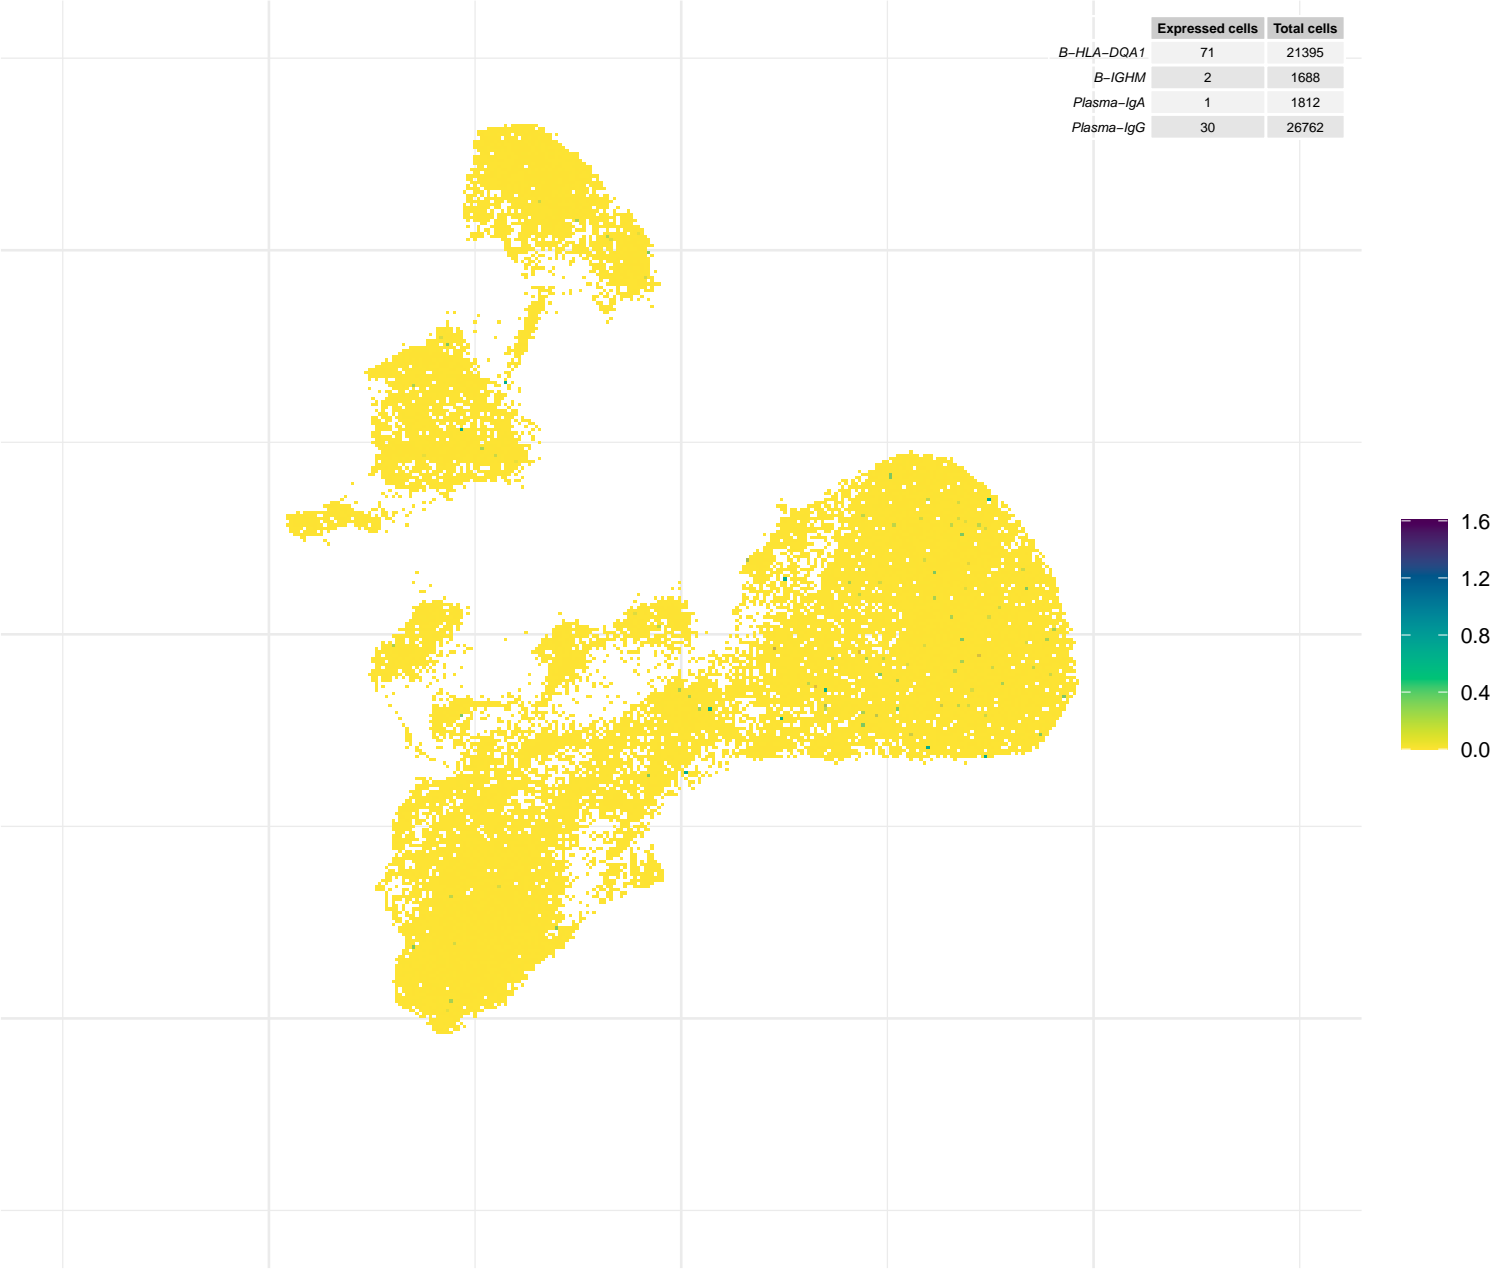 Expressed cells Total cells
B−HLA−DQA1 71 21395
B−IGHM 2 1688
Plasma−IgA 1 1812
Plasma−IgG 30 26762
1.6
1.2
0.8
0.4
0.0